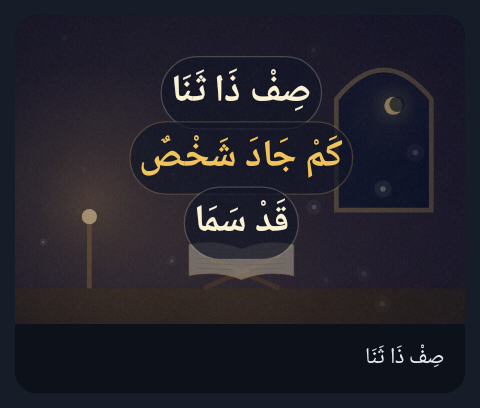 صِفْ ذَا ثَنَا
كَمْ جَادَ شَخْصٌ
قَدْ سَمَا
صِفْ ذَا ثَنَا